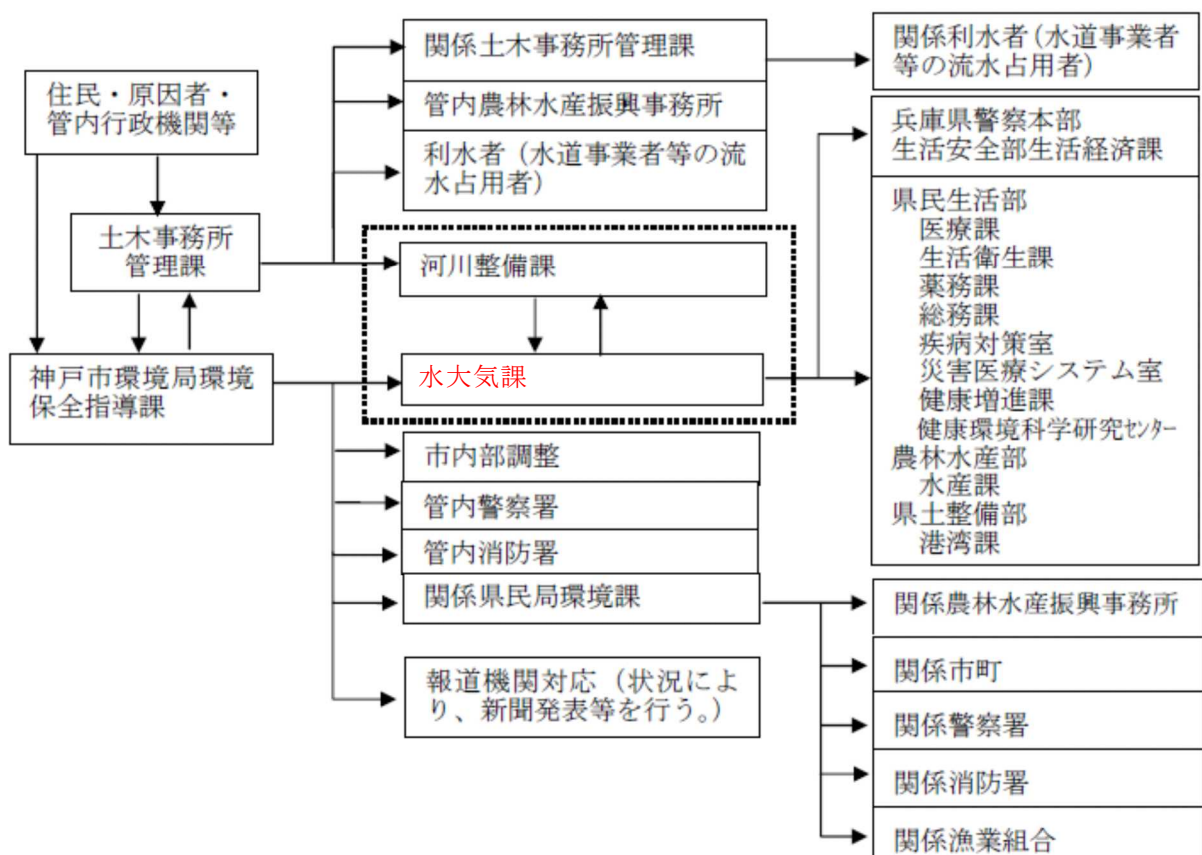 住民・原因者・
管内行政機関等
土木事務所
管理課
神戸市環境局環境
保全指導課
関係土木事務所管理課
管内農林水産振興事務所
利水者（水道事業者等の流
水占用者）
河川整備課
水大気課
市内部調整
管内警察署
管内消防署
関係県民局環境課
報道機関対応（状況によ
り、新聞発表等を行う。）
関係利水者（水道事業者
等の流水占用者）
兵庫県警察本部
生活安全部生活経済課
県民生活部
医療課
生活衛生課
薬務課
総務課
疾病対策室
災害医療システム室
健康増進課
健康環境科学研究センター
農林水産部
水産課
県土整備部
港湾課
関係農林水産振興事務所
関係市町
関係警察署
関係消防署
関係漁業組合